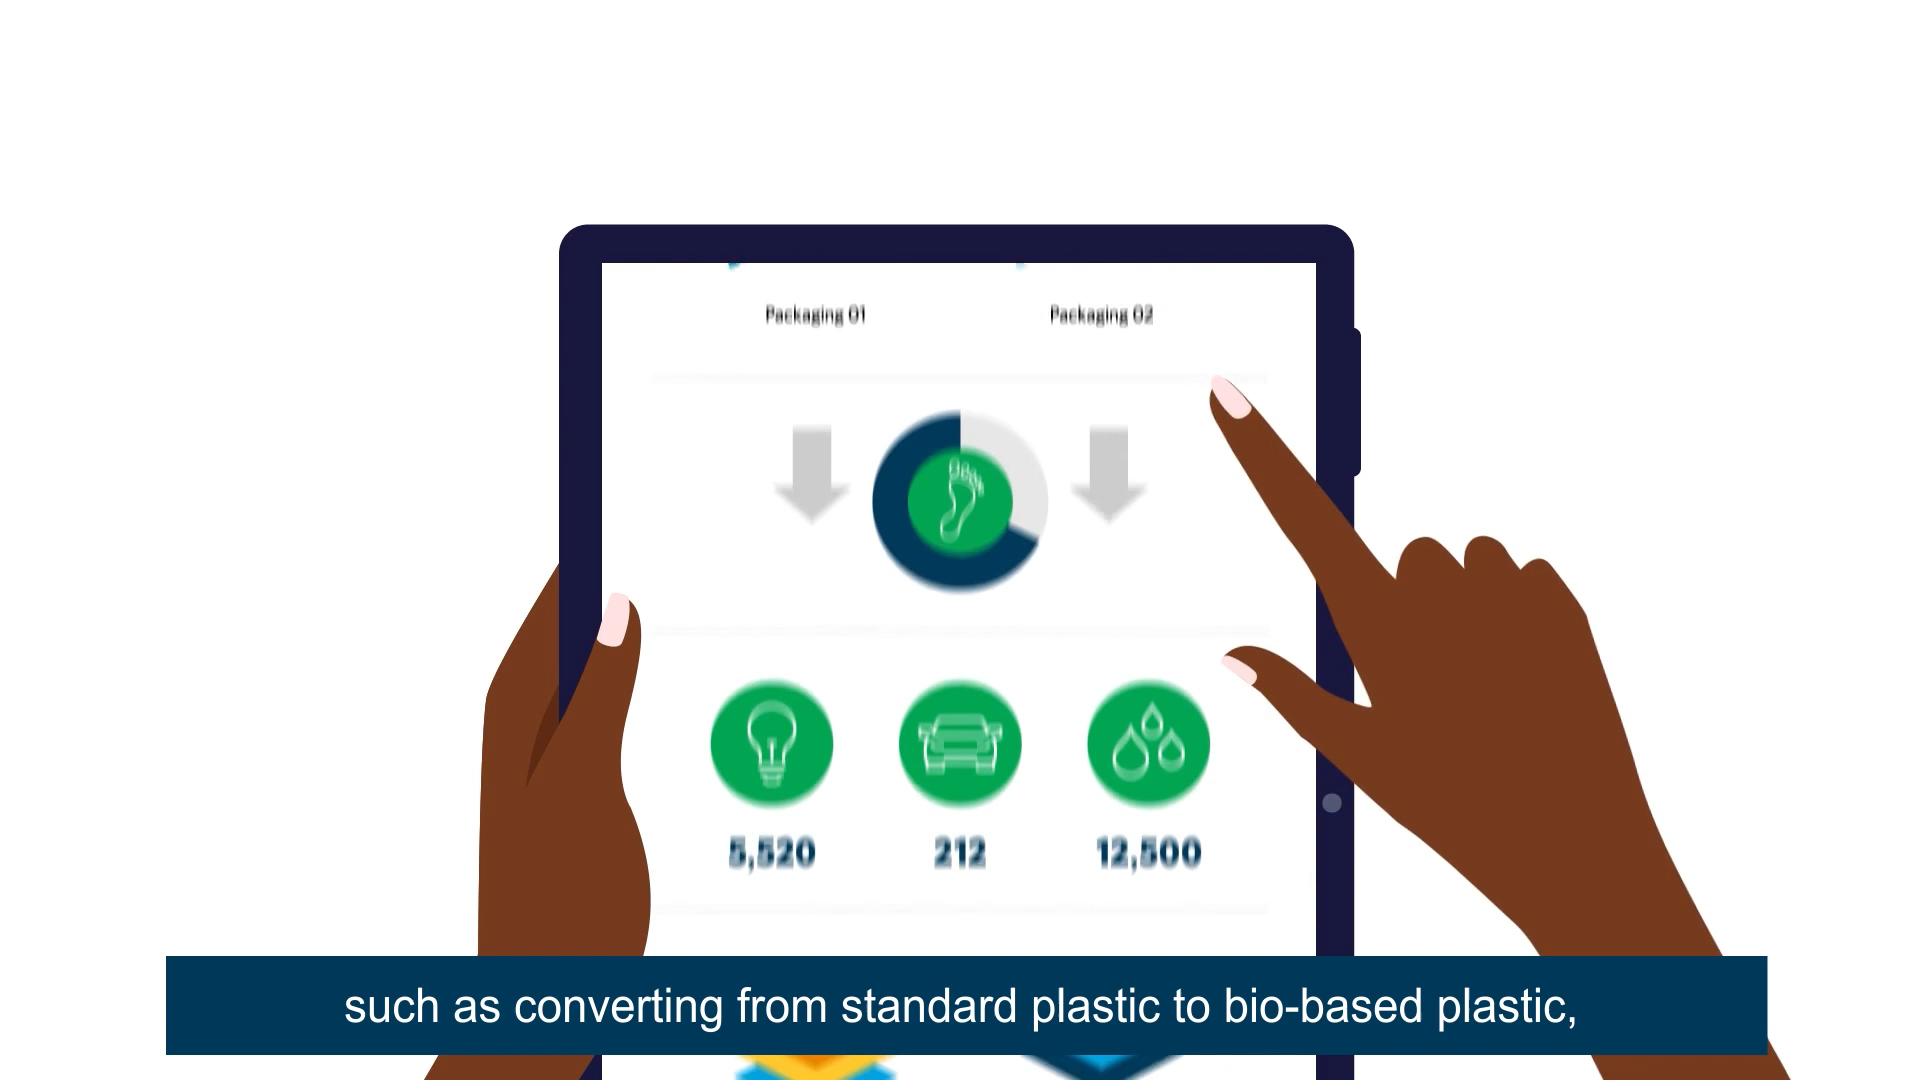 Packaging 01
Packaging 02
5,520
212
12,500
such as converting from standard plastic to bio-based plastic,